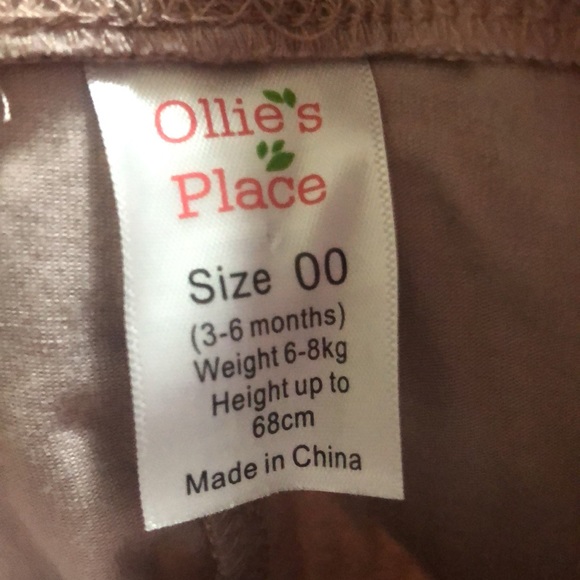 Ollie's
Place
Size 00
(3-6 months)
Weight 6-8kg
Height up to
68cm
Made in China